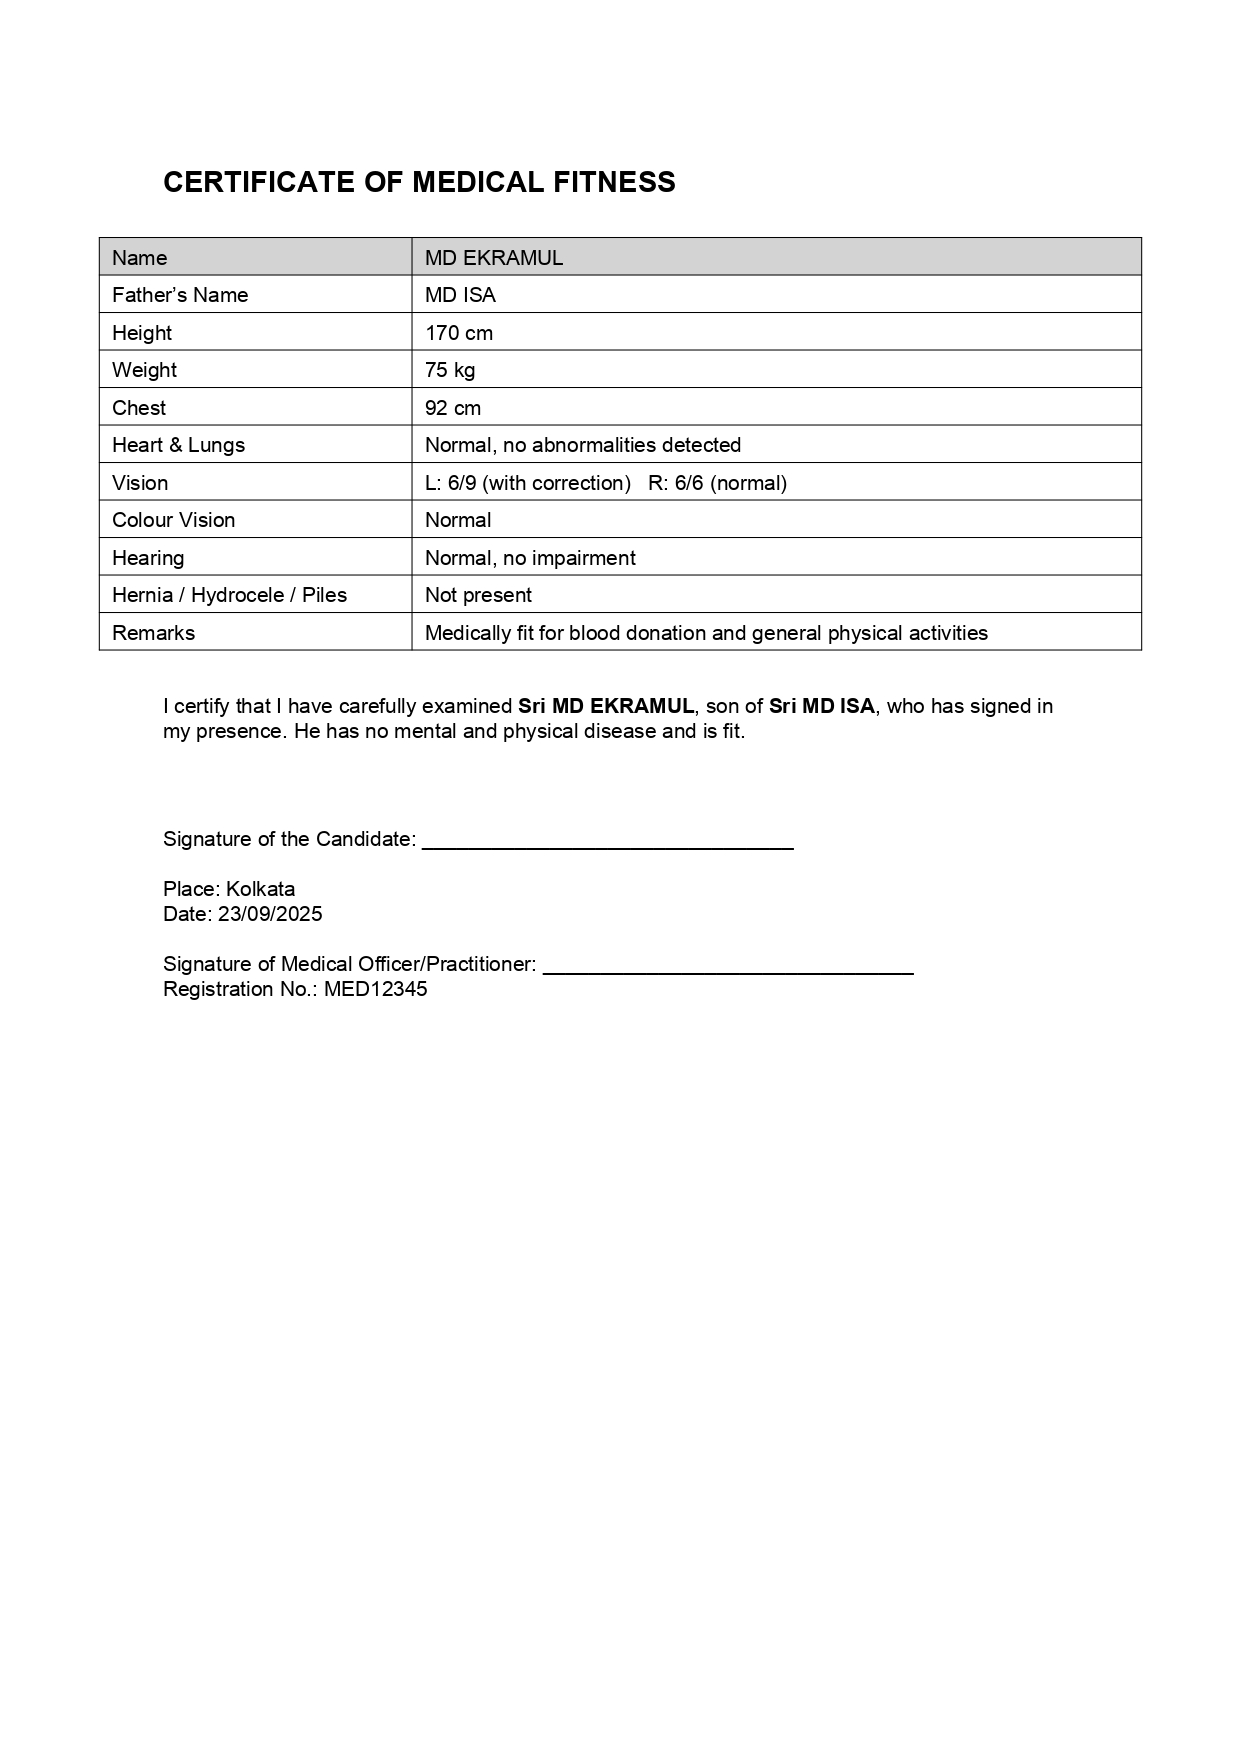 CERTIFICATE OF MEDICAL FITNESS
Name MD EKRAMUL
Father’s Name MD ISA
Height 170 cm
Weight 75 kg
Chest 92 cm
Heart & Lungs Normal, no abnormalities detected
Vision L: 6/9 (with correction) R: 6/6 (normal)
Colour Vision Normal
Hearing Normal, no impairment
Hernia / Hydrocele / Piles Not present
Remarks Medically fit for blood donation and general physical activities
I certify that I have carefully examined Sri MD EKRAMUL, son of Sri MD ISA, who has signed in
my presence. He has no mental and physical disease and is fit.
Signature of the Candidate: __________________________________
Place: Kolkata
Date: 23/09/2025
Signature of Medical Officer/Practitioner: __________________________________
Registration No.: MED12345